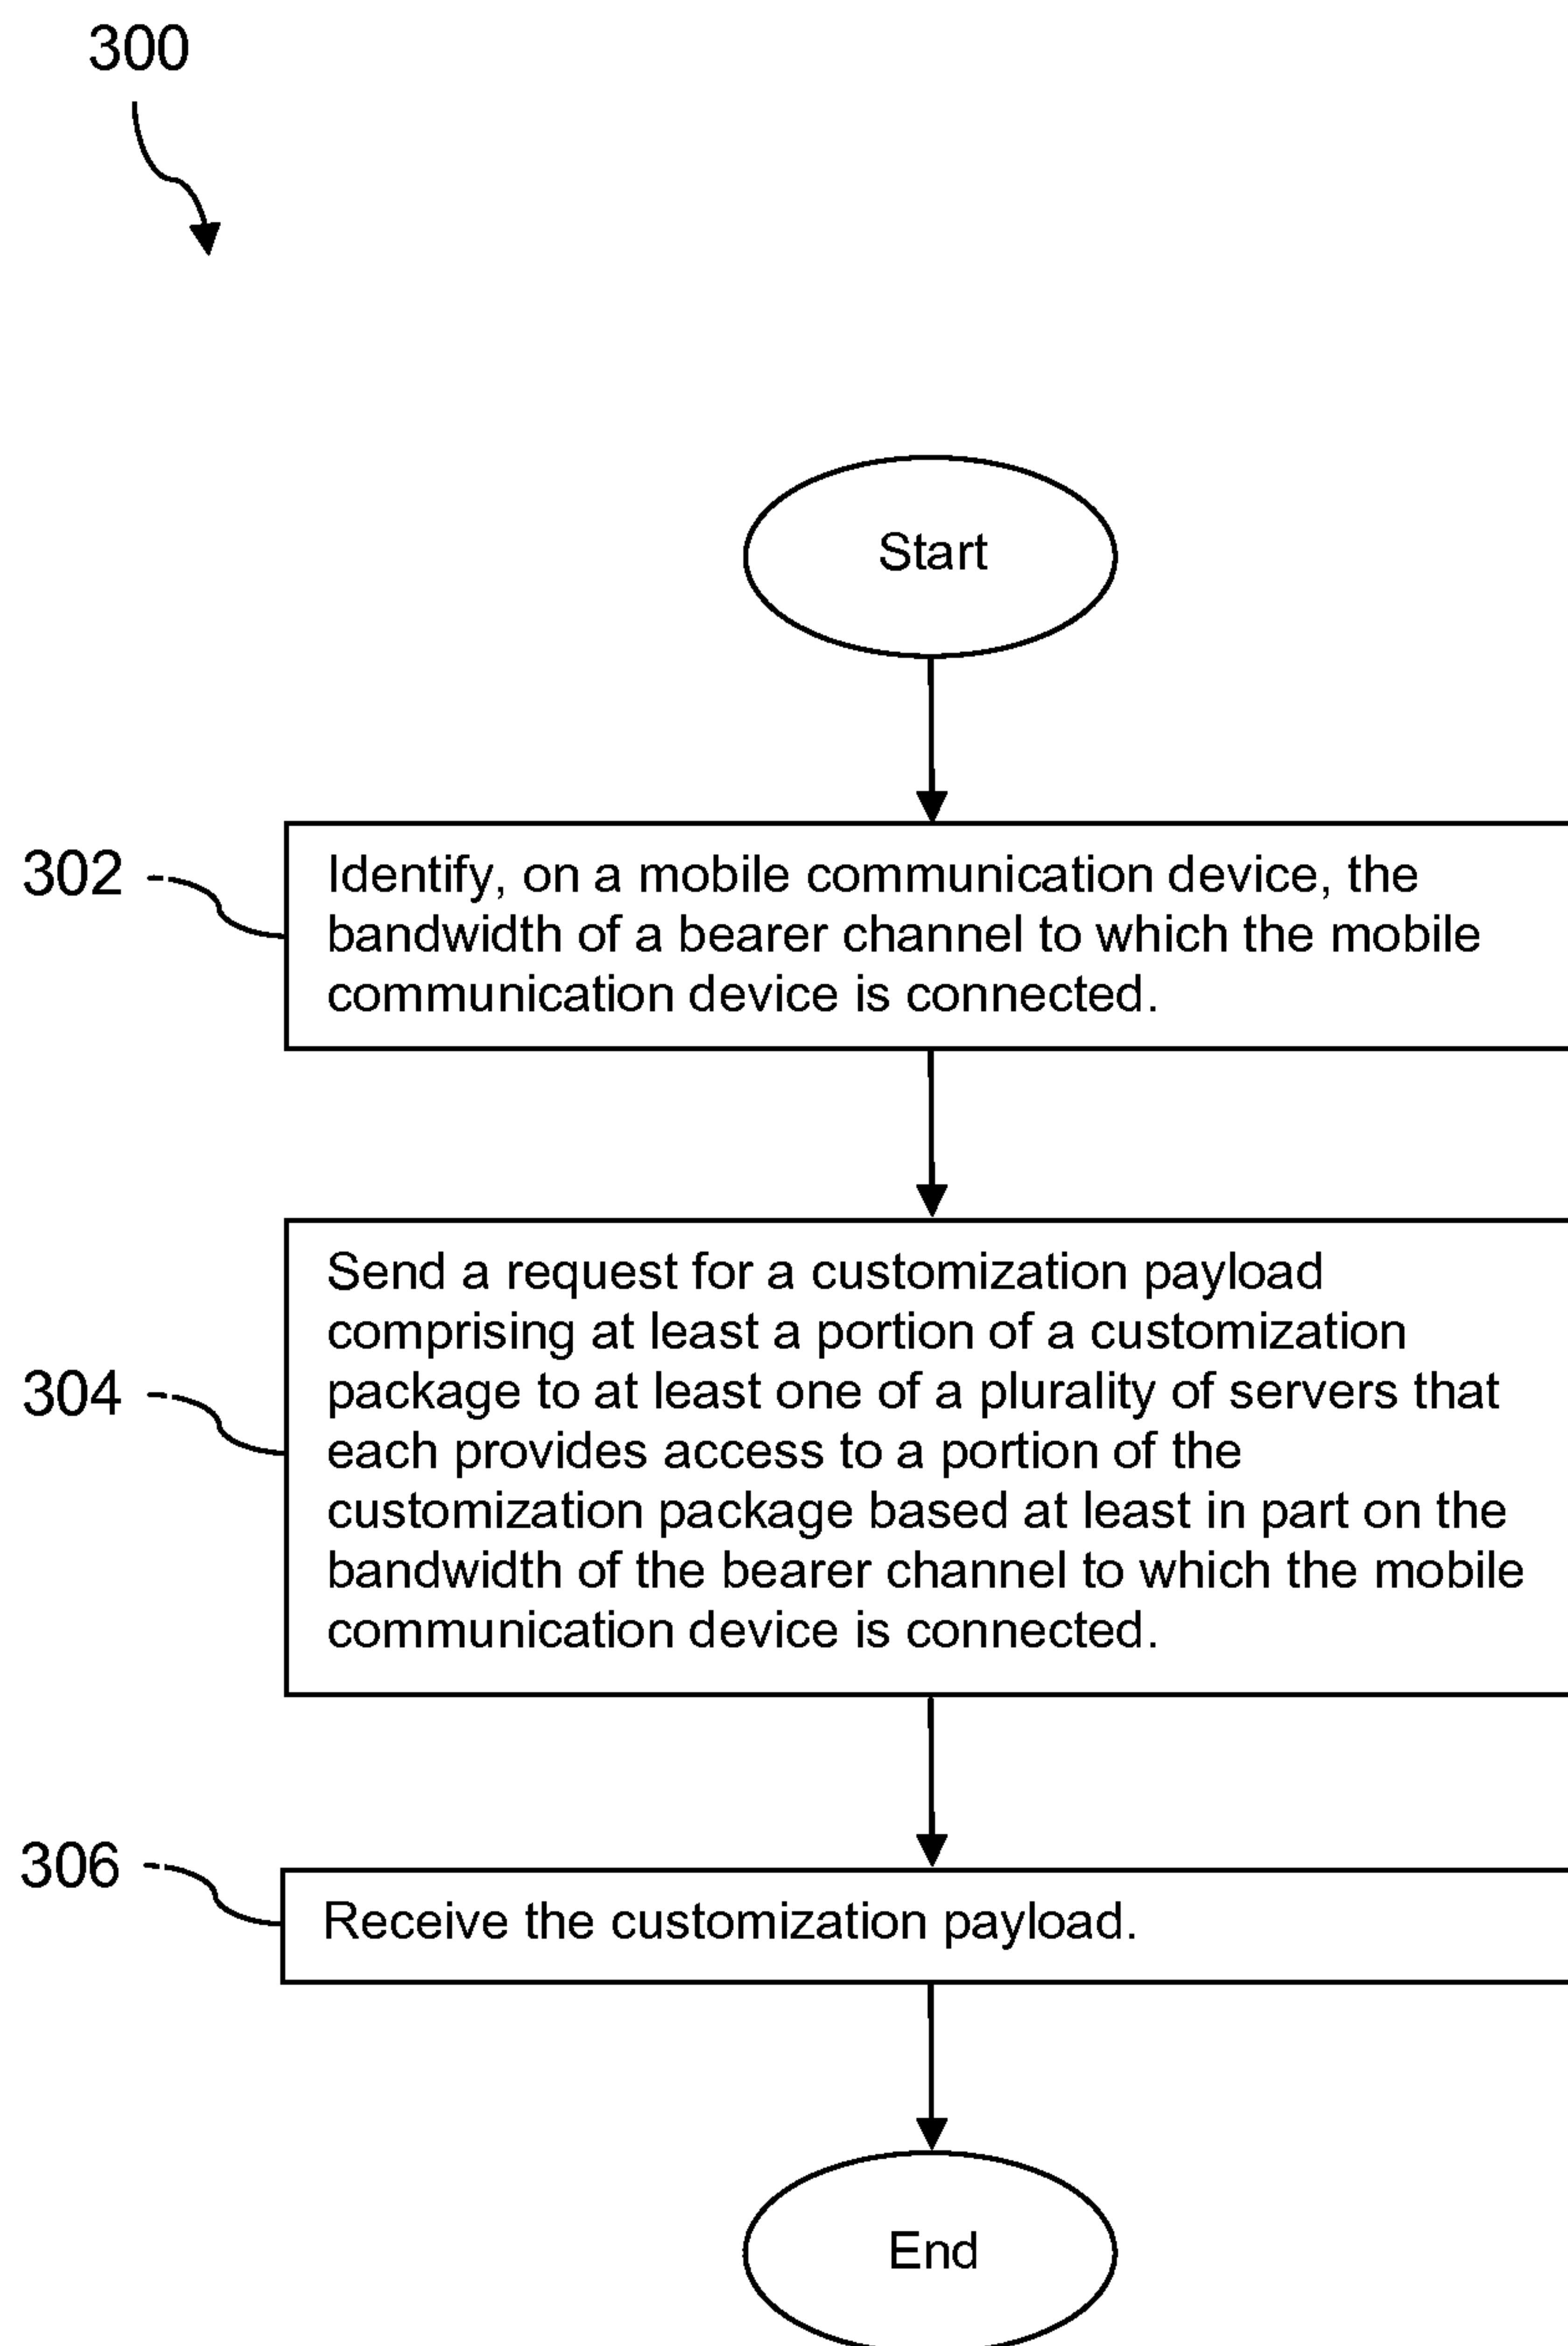 300
Start
302
Identify, on a mobile communication device, the
bandwidth of a bearer channel to which the mobile
communication device is connected.
304
Send a request for a customization payload
comprising at least a portion of a customization
package to at least one of a plurality of servers that
each provides access to a portion of the
customization package based at least in part on the
bandwidth of the bearer channel to which the mobile
communication device is connected.
306
Receive the customization payload.
End